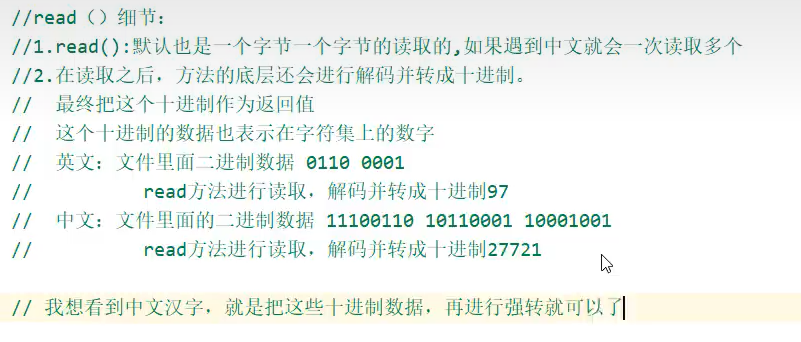 //read（）细节：
//1.read():默认也是一个字节一个字节的读取的,如果遇到中文就会一次读取多个
//2.在读取之后，方法的底层还会进行解码并转成十进制。
// 最终把这个十进制作为返回值
// 这个十进制的数据也表示在字符集上的数字
// 英文：文件里面二进制数据 0110 0001
// read方法进行读取，解码并转成十进制97
// 中文：文件里面的二进制数据 11100110 10110001 10001001
// read方法进行读取，解码并转成十进制27721
// 我想看到中文汉字，就是把这些十进制数据，再进行强转就可以了